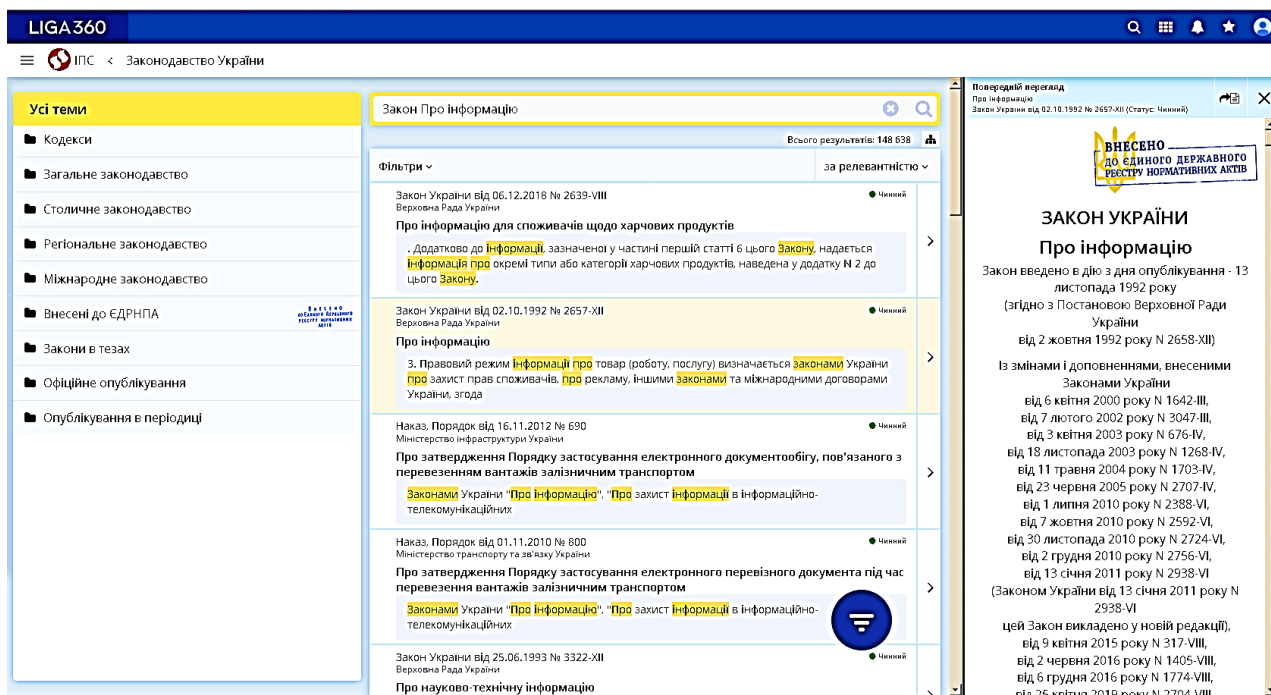 LIGA360
ІПС < Законодавство України
Усі теми
Кодекси
Загальне законодавство
Столичне законодавство
Регіональне законодавство
Міжнародне законодавство
Внесені до ЄДРНПА
ВНЕСЕНО
до Єдиного державного
реєстру нормативних
актів
Закони в тезах
Офіційне опублікування
Опублікування в періодиці
Закон Про інформацію
Всього результатів: 148 638
Фільтри
за релевантністю
Закон України від 06.12.2018 № 2639-VIII
Чинний
Верховна Рада України
Про інформацію для споживачів щодо харчових продуктів
. Додатково до інформації, зазначеної у частині першій статті 6 цього Закону, надається
інформація про окремі типи або категорії харчових продуктів, наведена у додатку N 2 до
цього Закону.
Закон України від 02.10.1992 № 2657-XII
Чинний
Верховна Рада України
Про інформацію
3. Правовий режим інформації про товар (роботу, послугу) визначається законами України
про захист прав споживачів, про рекламу, іншими законами та міжнародними договорами
України, згода
Наказ, Порядок від 16.11.2012 № 690
Чинний
Міністерство інфраструктури України
Про затвердження Порядку застосування електронного документообігу, пов'язаного з
перевезенням вантажів залізничним транспортом
Законами України "Про інформацію", "Про захист інформації в інформаційно-
телекомунікаційних
Наказ, Порядок від 01.11.2010 № 800
Чинний
Міністерство транспорту та зв'язку України
Про затвердження Порядку застосування електронного перевізного документа під час
перевезення вантажів залізничним транспортом
Законами України "Про інформацію", "Про захист інформації в інформаційно-
телекомунікаційних
Закон України від 25.06.1993 № 3322-XII
Чинний
Верховна Рада України
Про науково-технічну інформацію
Попередній перегляд
Про інформацію
Закон України від 02.10.1992 № 2657-XII (Статус: Чинний)
ВНЕСЕНО
ДО ЄДИНОГО ДЕРЖАВНОГО
РЕЄСТРУ НОРМАТИВНИХ АКТІВ
ЗАКОН УКРАЇНИ
Про інформацію
Закон введено в дію з дня опублікування - 13
листопада 1992 року
(згідно з Постановою Верховної Ради
України
від 2 жовтня 1992 року N 2658-XII)
Із змінами і доповненнями, внесеними
Законами України
від 6 квітня 2000 року N 1642-III,
від 7 лютого 2002 року N 3047-III,
від 3 квітня 2003 року N 676-IV,
від 18 листопада 2003 року N 1268-IV,
від 11 травня 2004 року N 1703-IV,
від 23 червня 2005 року N 2707-IV,
від 1 липня 2010 року N 2388-VI,
від 7 жовтня 2010 року N 2592-VI,
від 30 листопада 2010 року N 2724-VI,
від 2 грудня 2010 року N 2756-VI,
від 13 січня 2011 року N 2938-VI
(Законом України від 13 січня 2011 року N
2938-VI
цей Закон викладено у новій редакції),
від 9 квітня 2015 року N 317-VIII,
від 2 червня 2016 року N 1405-VIII,
від 6 грудня 2016 року N 1774-VIII,
від 25 квітня 2019 року N 2704-VIII